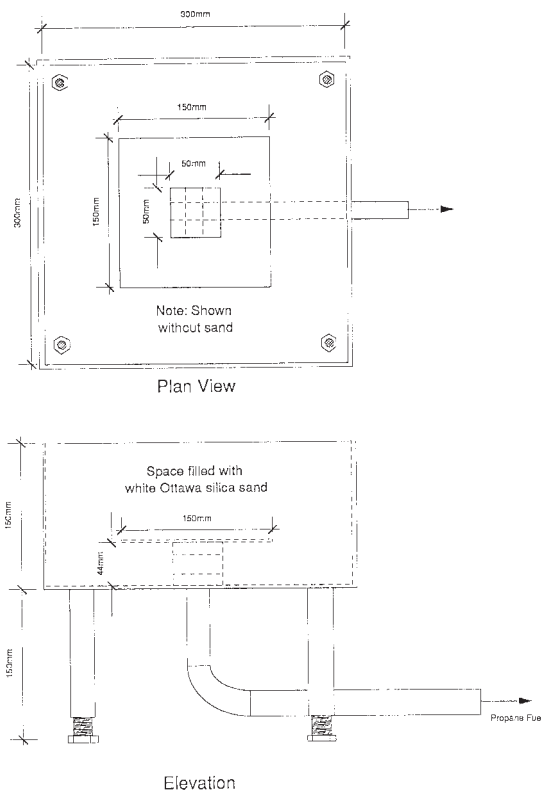 300mm
150mm
50mm
300mm
150mm
50mm
Note: Shown
without sand
Plan View
Space filled with
white Ottawa silica sand
150mm
150mm
44mm
150mm
Propane Fue
Elevation